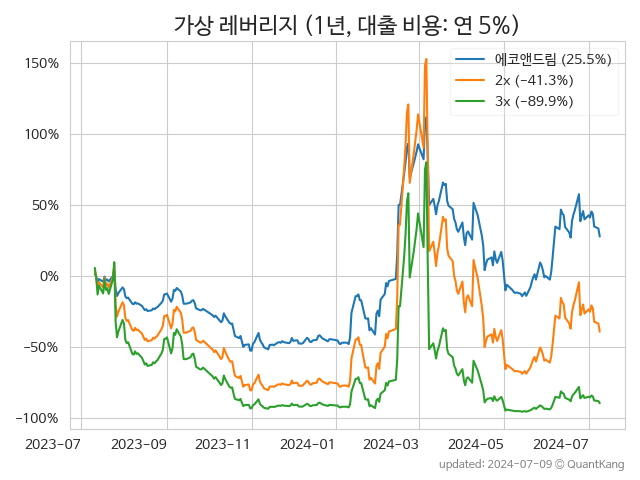 가상 레버리지 (1년, 대출 비용: 연 5%)
에코앤드림 (25.5%)
2x (−41.3%)
3x (−89.9%)
150%
100%
50%
0%
−50%
−100%
2023-07
2023-09
2023-11
2024-01
2024-03
2024-05
2024-07
updated: 2024-07-09 © QuantKang